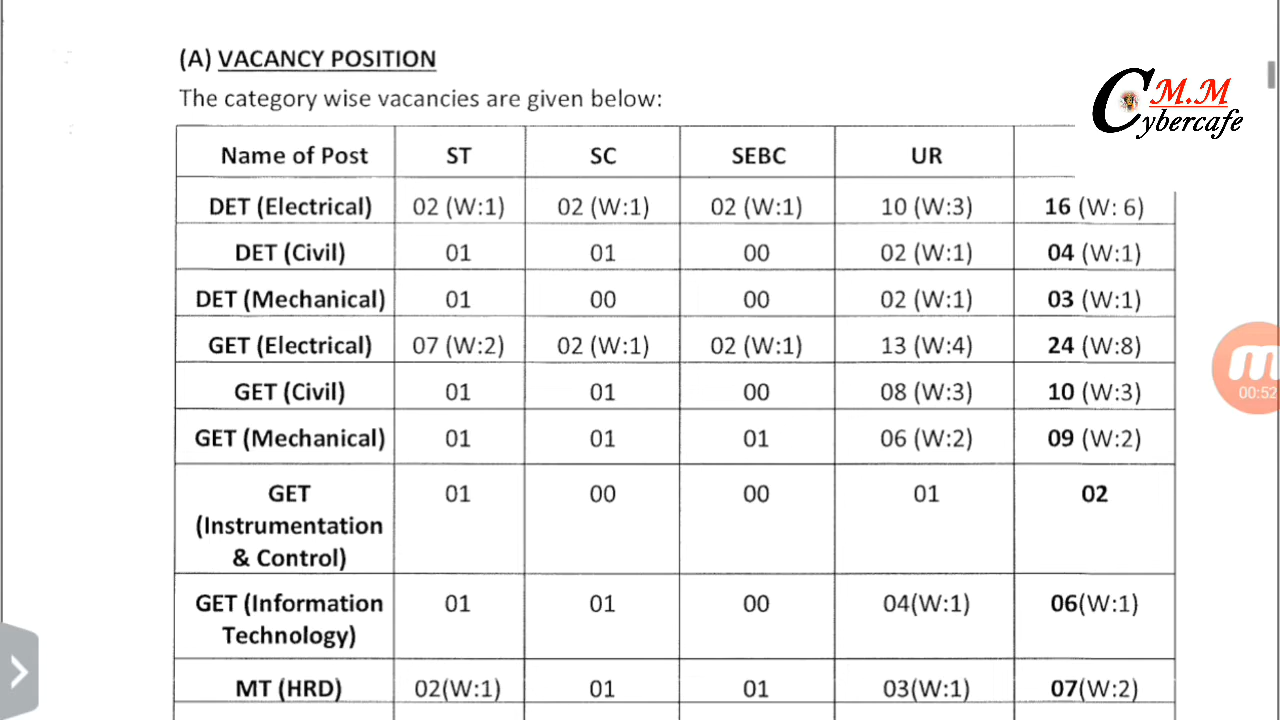 (A) VACANCY POSITION
The category wise vacancies are given below:
C M.M
ybercafe
Name of Post ST SC SEBC UR
DET (Electrical) 02 (W:1) 02 (W:1) 02 (W:1) 10 (W:3) 16 (W: 6)
DET (Civil) 01 01 00 02 (W:1) 04 (W:1)
DET (Mechanical) 01 00 00 02 (W:1) 03 (W:1)
GET (Electrical) 07 (W:2) 02 (W:1) 02 (W:1) 13 (W:4) 24 (W:8)
00:52
GET (Civil) 01 01 00 08 (W:3) 10 (W:3)
GET (Mechanical) 01 01 01 06 (W:2) 09 (W:2)
GET 01 00 00 01 02
(Instrumentation
& Control)
GET (Information 01 01 00 04(W:1) 06(W:1)
Technology)
MT (HRD) 02(W:1) 01 01 03(W:1) 07(W:2)